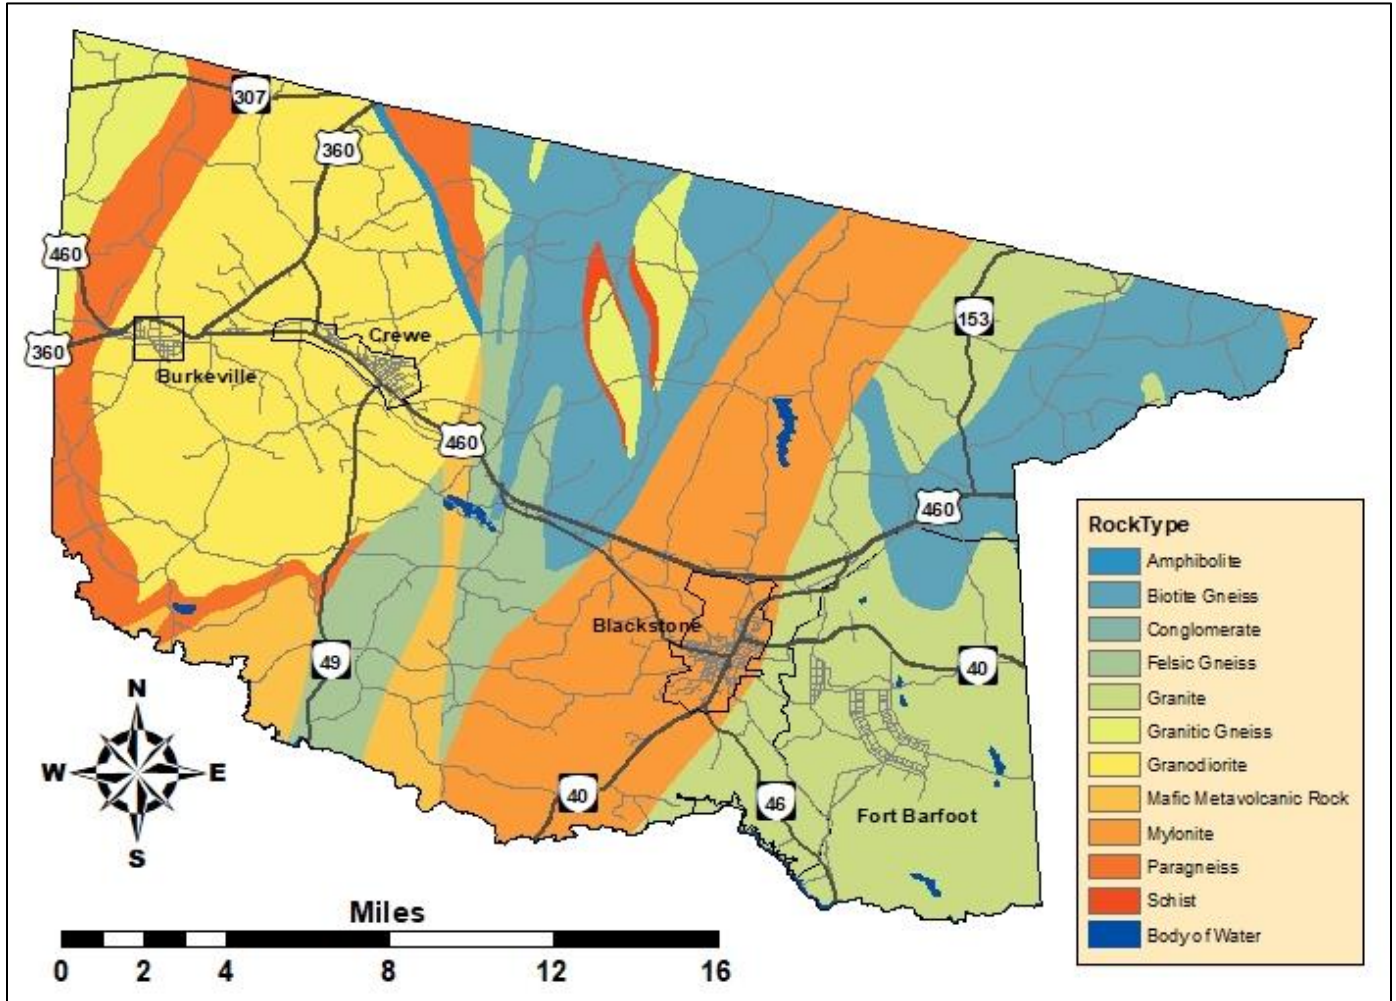 307
360
460
153
Crewe
360
Burkeville
460
460
RockType
Amphibolite
Biotite Gneiss
Conglomerate
Felsic Gneiss
Granite
Granitic Gneiss
Granodiorite
Mafic Metavolcanic Rock
Mylonite
Paragneiss
Schist
Body of Water
Blackstone
49
40
N
W E
S
40
46
Fort Barfoot
Miles
0 2 4 8 12 16